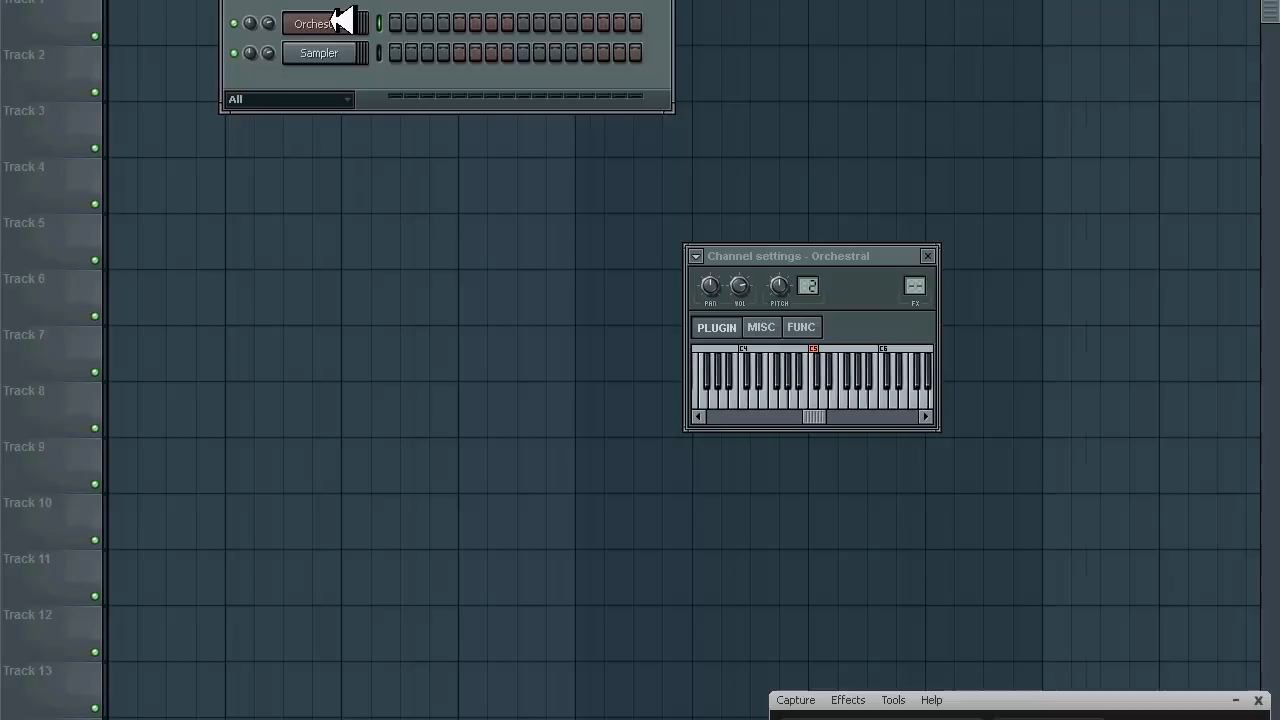 Track 2
Track 3
Track 4
Track 5
Track 6
Track 7
Track 8
Track 9
Track 10
Track 11
Track 12
Track 13
Sampler
All
Channel settings - Orchestral
PAN VOL PITCH FX
PLUGIN MISC FUNC
C4 C5 C6
Capture Effects Tools Help